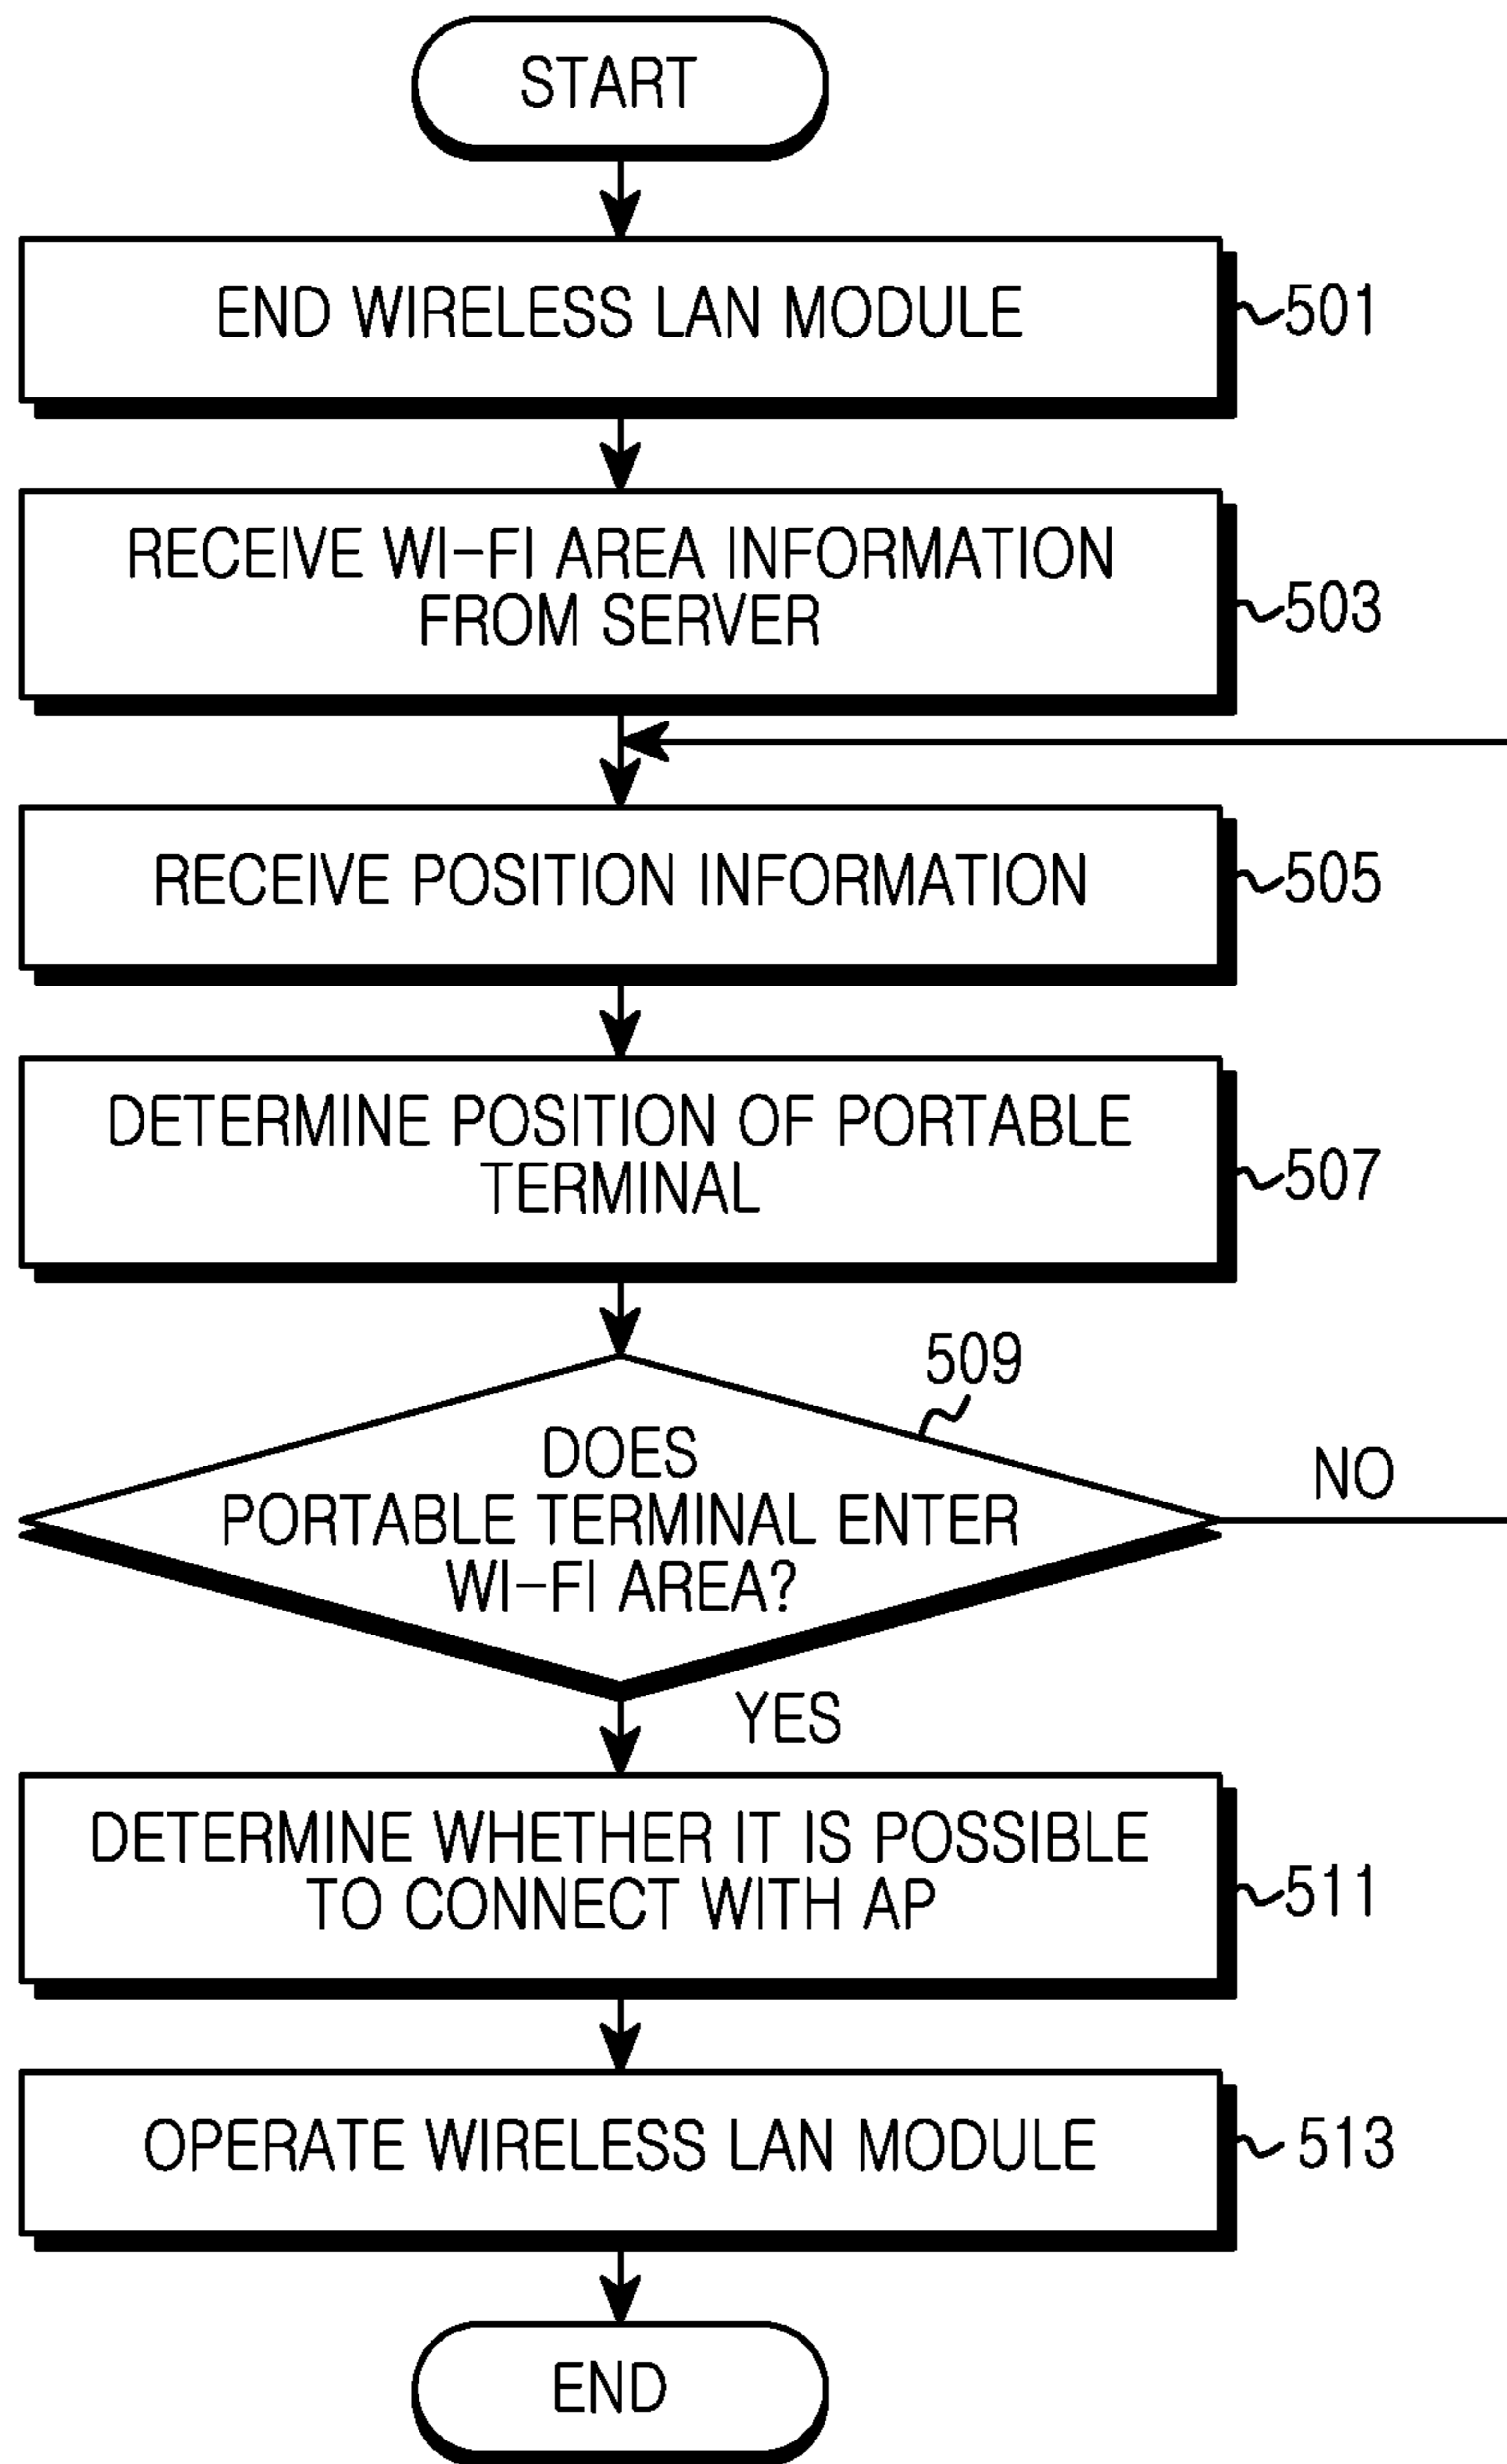 START
END WIRELESS LAN MODULE
501
RECEIVE WI-FI AREA INFORMATION
FROM SERVER
503
RECEIVE POSITION INFORMATION
505
DETERMINE POSITION OF PORTABLE
TERMINAL
507
509
DOES
PORTABLE TERMINAL ENTER
WI-FI AREA?
NO
YES
DETERMINE WHETHER IT IS POSSIBLE
TO CONNECT WITH AP
511
OPERATE WIRELESS LAN MODULE
513
END